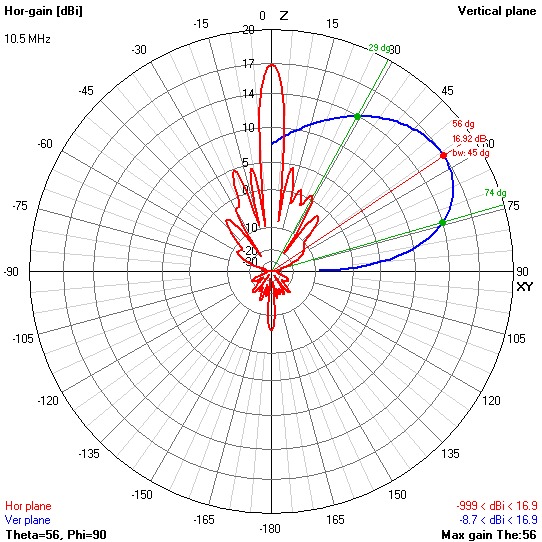 Hor-gain [dBi]
0 Z
Vertical plane
10.5 MHz
20
-15
15
29 dg
-30
30
17
14
-45
45
10
56 dg
16.92 dB
bw: 45 dg
-60
60
5
0
74 dg
-75
75
-10
-20
-30
-90
90
XY
-105
105
-120
120
-135
135
-150
150
-165
165
-180
Hor plane
-999 < dBi < 16.9
Ver plane
-8.7 < dBi < 16.9
Theta=56, Phi=90
Max gain The:56